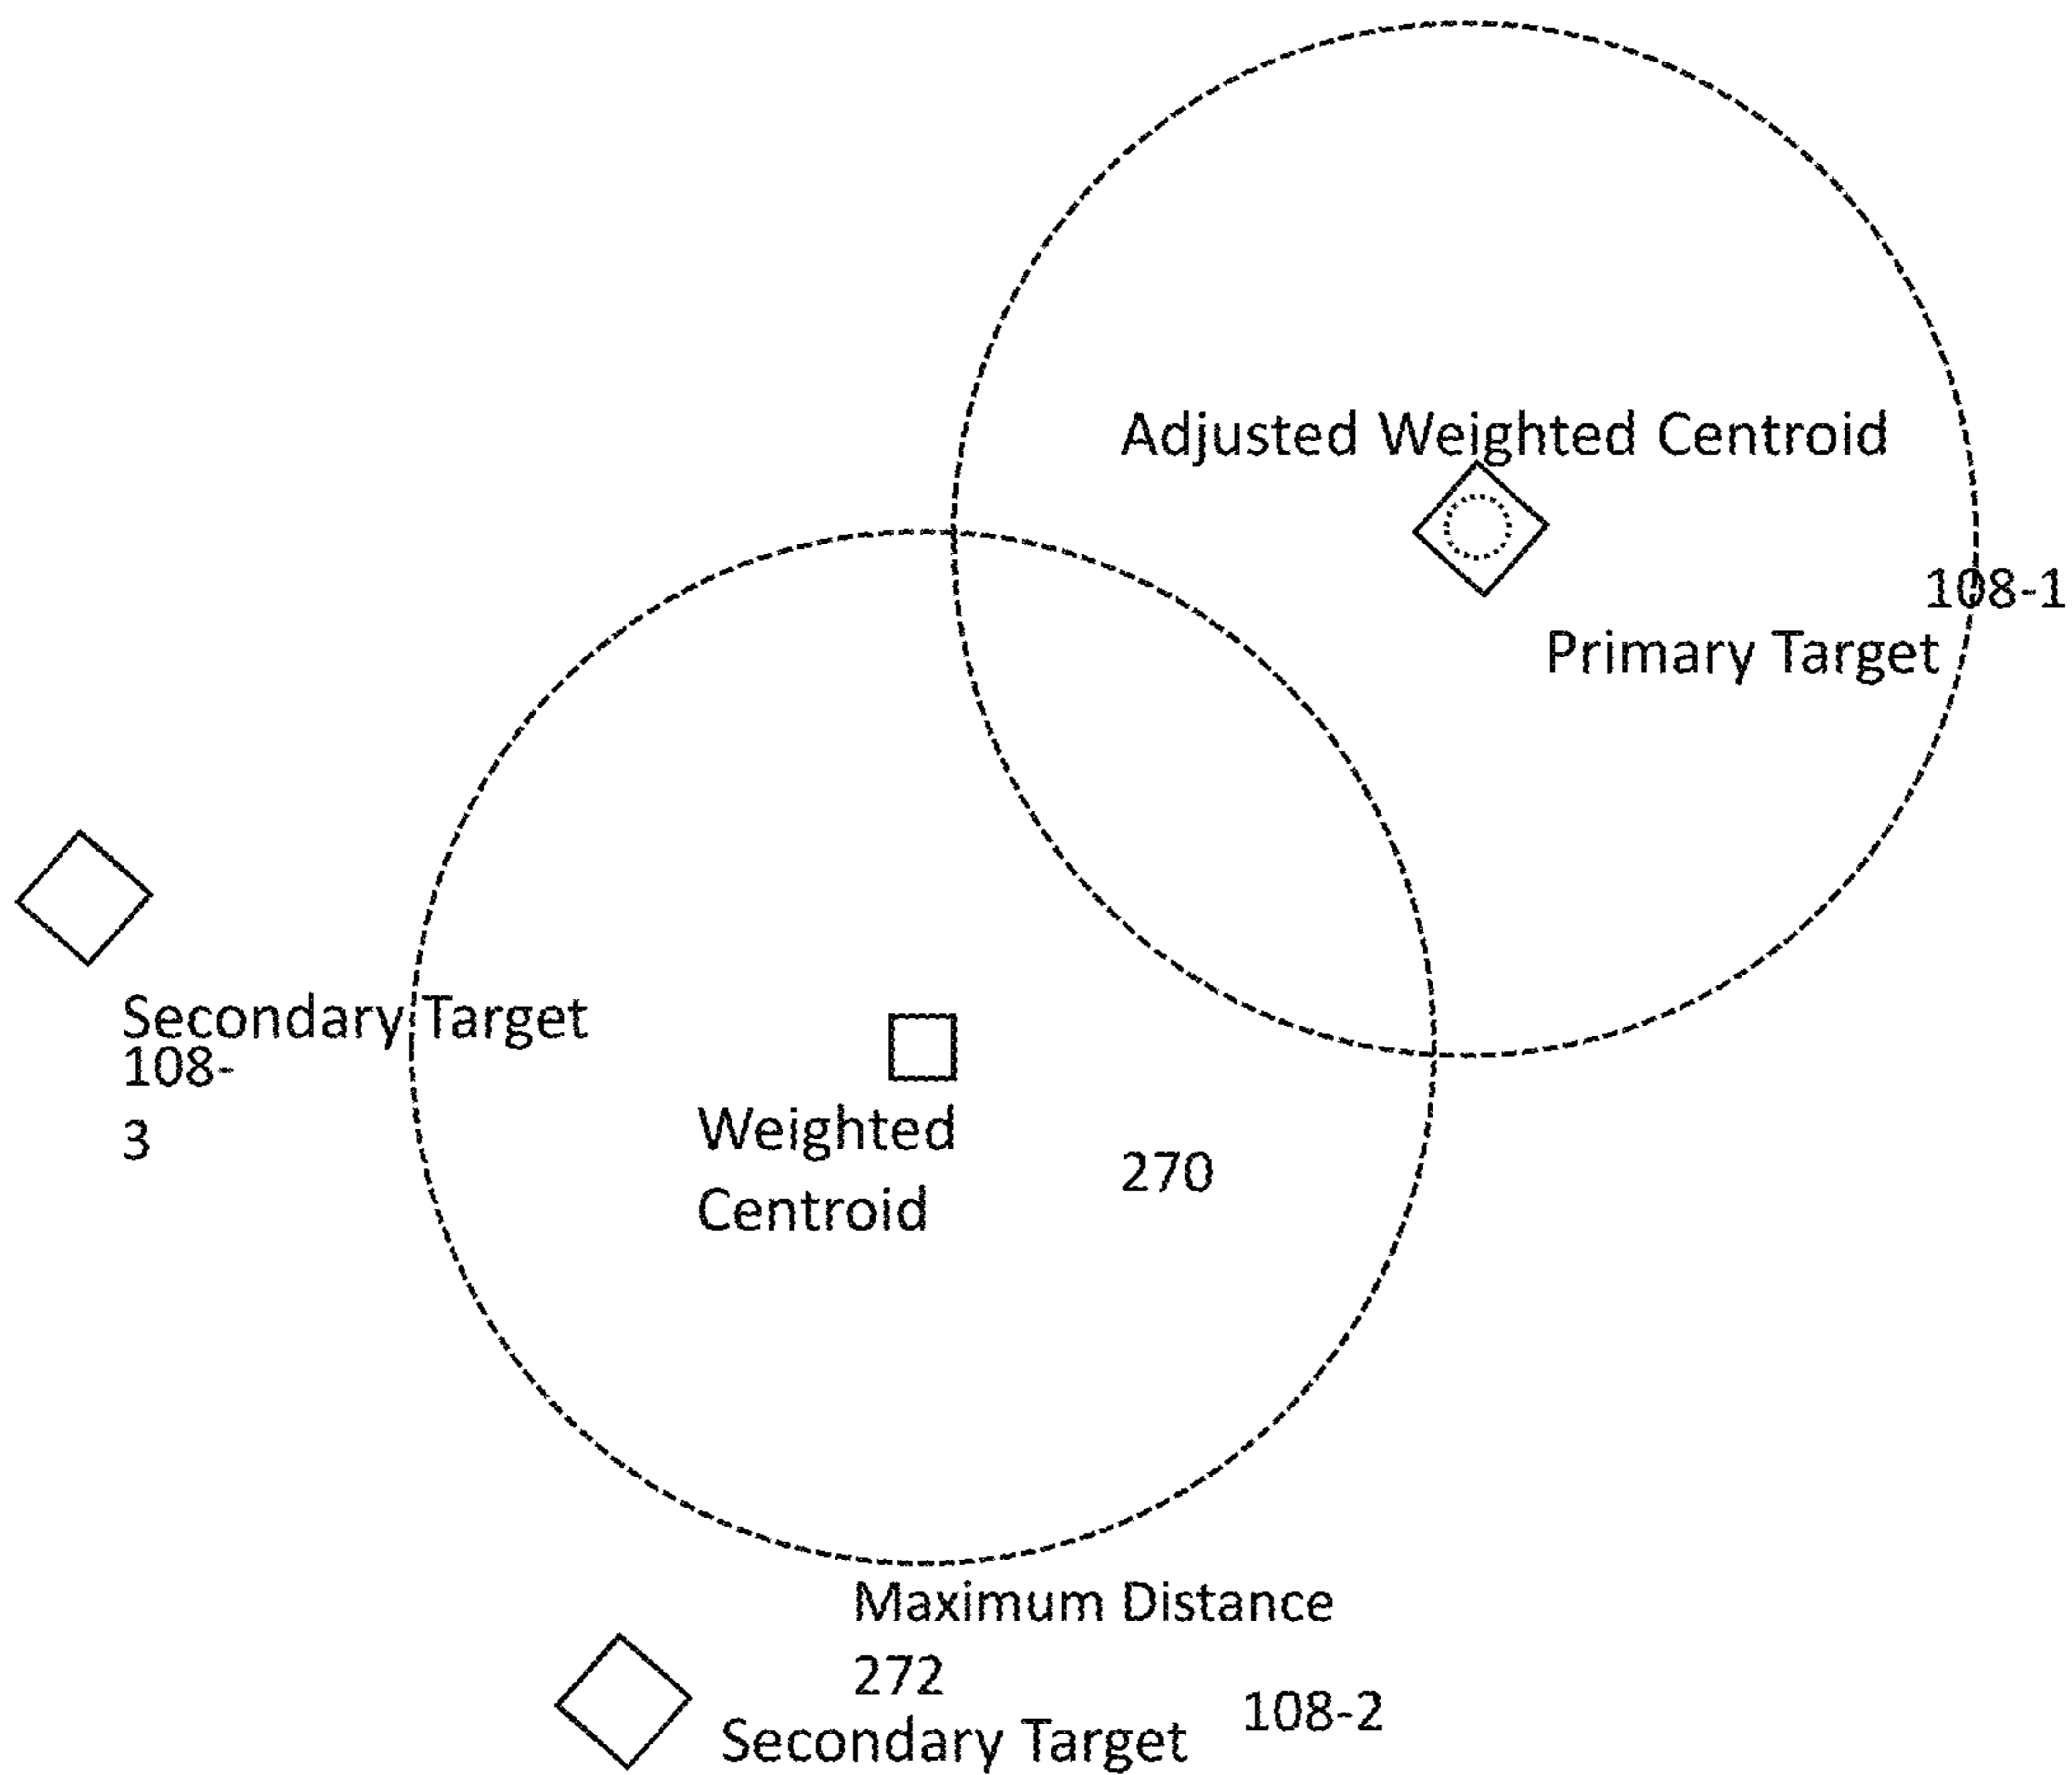 Adjusted Weighted Centroid
108-1
Primary Target
Secondary Target
108-
3
Weighted
Centroid
270
Maximum Distance
272
Secondary Target
108-2